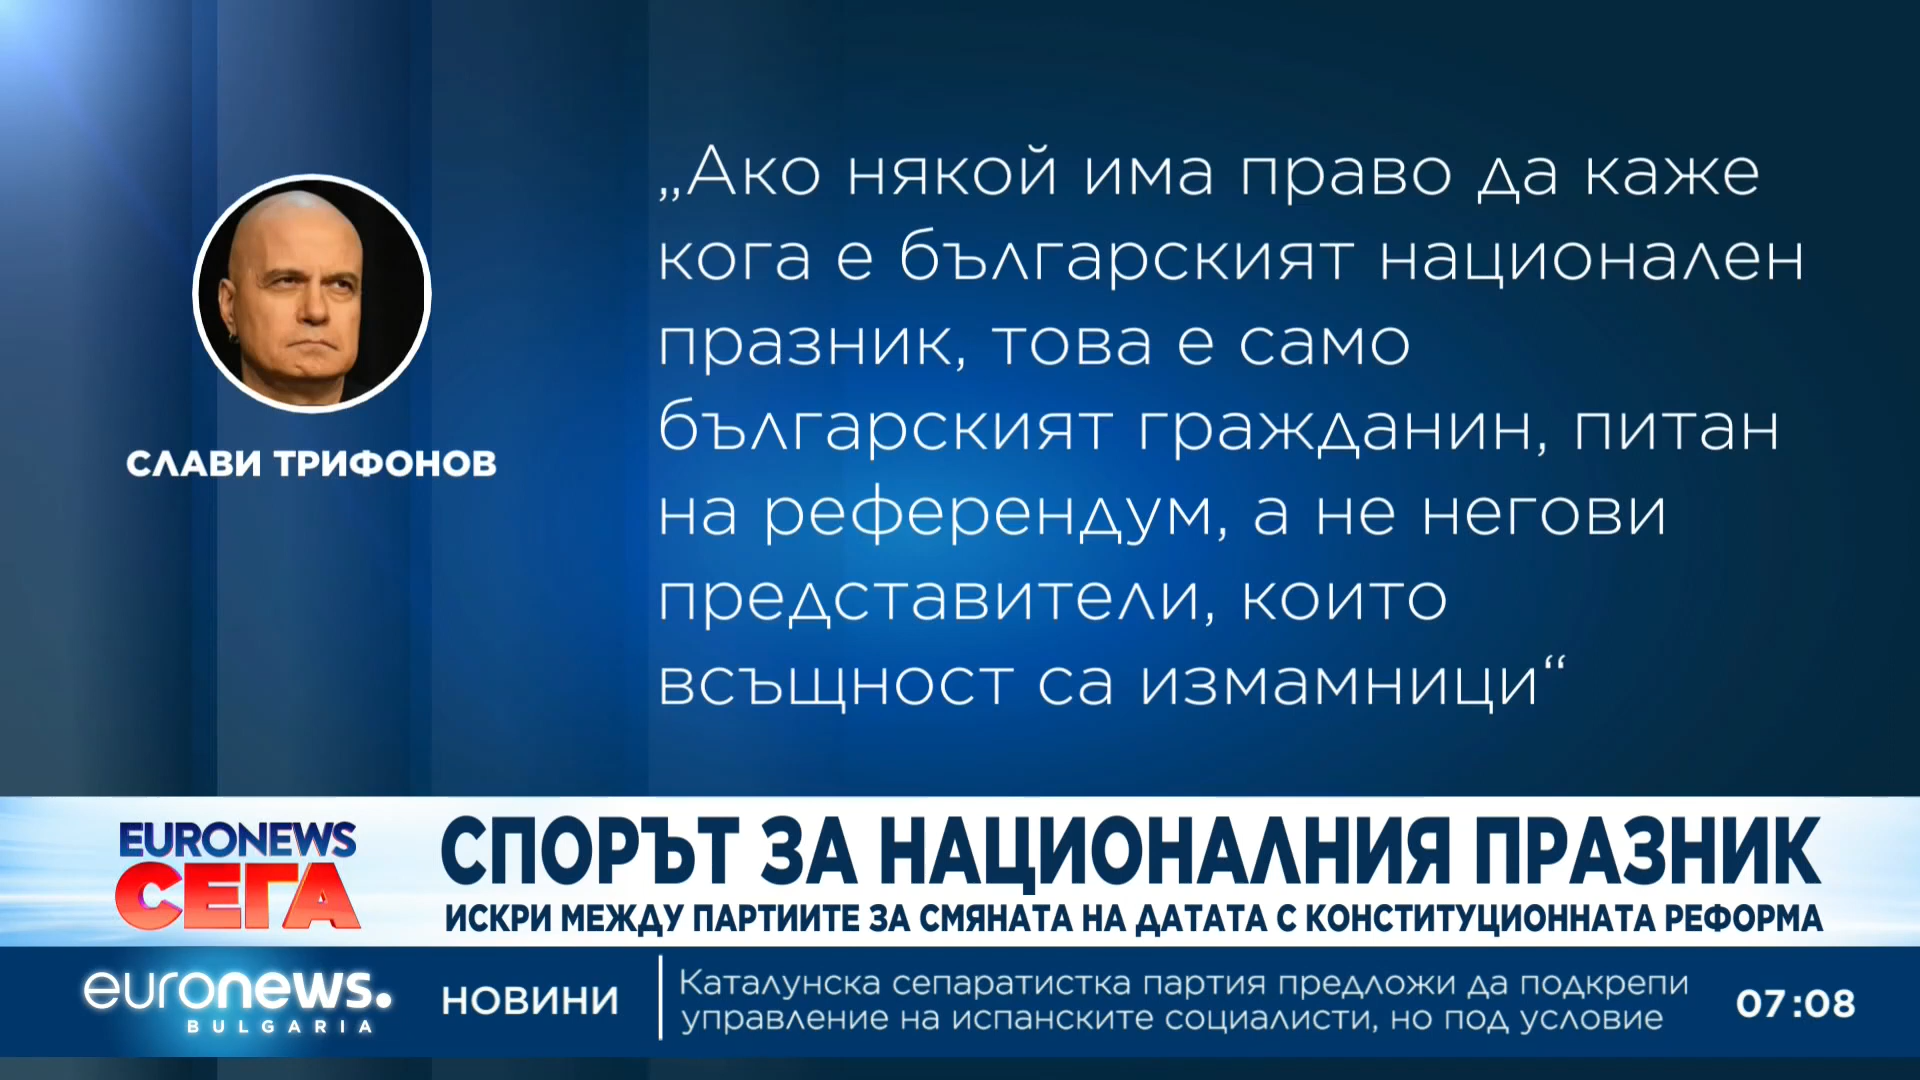 „Ако някой има право да каже
кога е българският национален
празник, това е само
българският гражданин, питан
на референдум, а не негови
представители, които
всъщност са измамници“
СЛАВИ ТРИФОНОВ
EURONEWS
СЕГА
СПОРЪТ ЗА НАЦИОНАЛНИЯ ПРАЗНИК
ИСКРИ МЕЖДУ ПАРТИИТЕ ЗА СМЯНАТА НА ДАТАТА С КОНСТИТУЦИОННАТА РЕФОРМА
euronews.
BULGARIA
НОВИНИ
Каталунска сепаратистка партия предложи да подкрепи
управление на испанските социалисти, но под условие
07:08